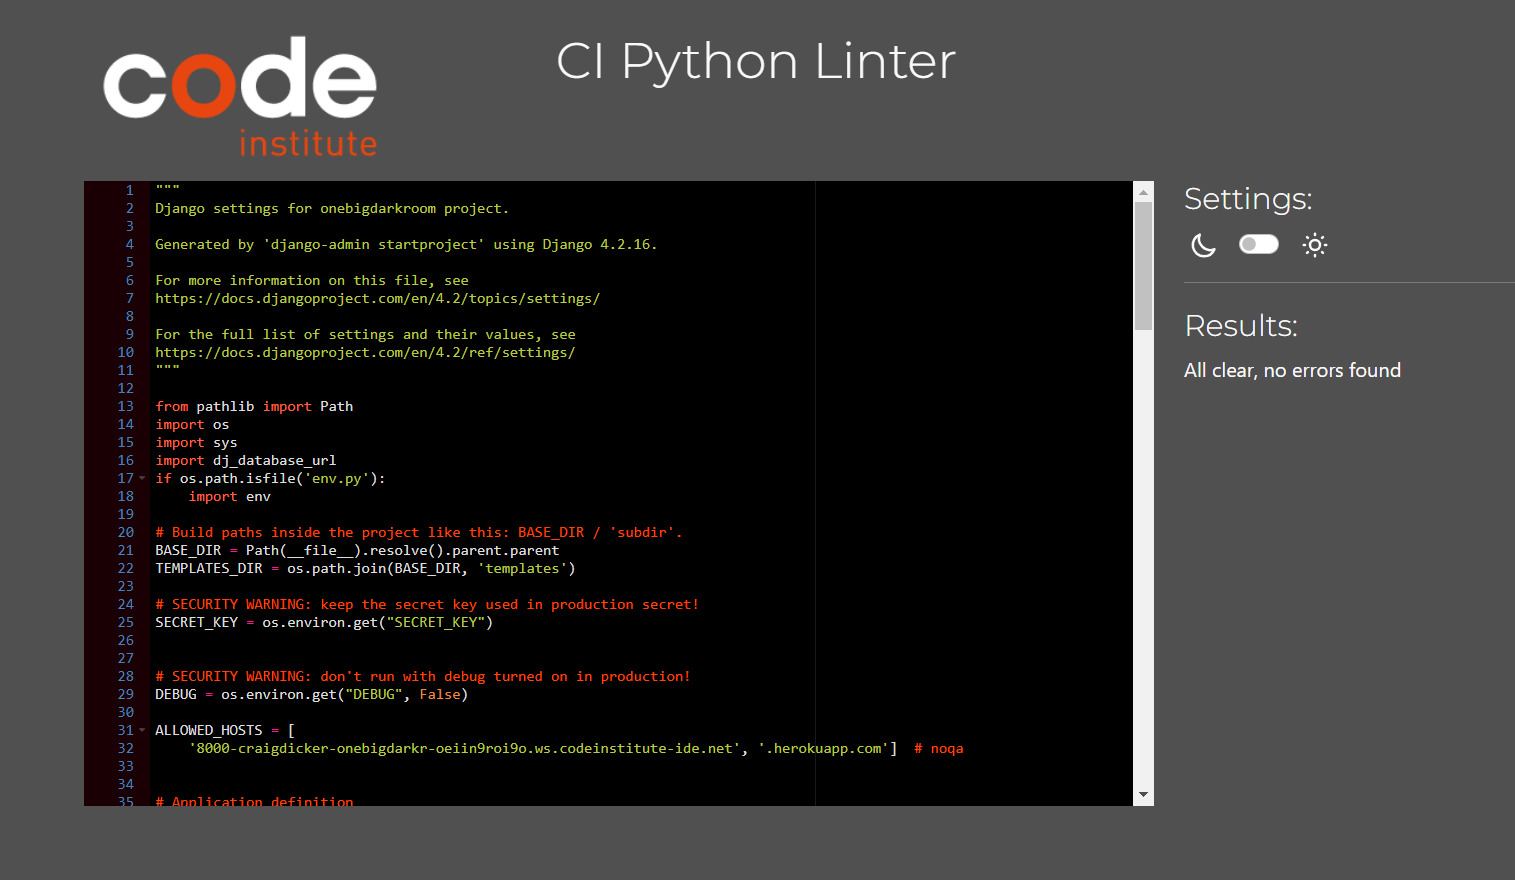 code
institute
CI Python Linter
1 """
2 Django settings for onebigdarkroom project.
3
4 Generated by 'django-admin startproject' using Django 4.2.16.
5
6 For more information on this file, see
7 https://docs.djangoproject.com/en/4.2/topics/settings/
8
9 For the full list of settings and their values, see
10 https://docs.djangoproject.com/en/4.2/ref/settings/
11 """
12
13 from pathlib import Path
14 import os
15 import sys
16 import dj_database_url
17 if os.path.isfile('env.py'):
18     import env
19
20 # Build paths inside the project like this: BASE_DIR / 'subdir'.
21 BASE_DIR = Path(__file__).resolve().parent.parent
22 TEMPLATES_DIR = os.path.join(BASE_DIR, 'templates')
23
24 # SECURITY WARNING: keep the secret key used in production secret!
25 SECRET_KEY = os.environ.get("SECRET_KEY")
26
27
28 # SECURITY WARNING: don't run with debug turned on in production!
29 DEBUG = os.environ.get("DEBUG", False)
30
31 ALLOWED_HOSTS = [
32     '8000-craigdicker-onebigdarkr-oeiin9roi9o.ws.codeinstitute-ide.net', '.herokuapp.com']  # noqa
33
34
35 # Application definition
Settings:
Results:
All clear, no errors found